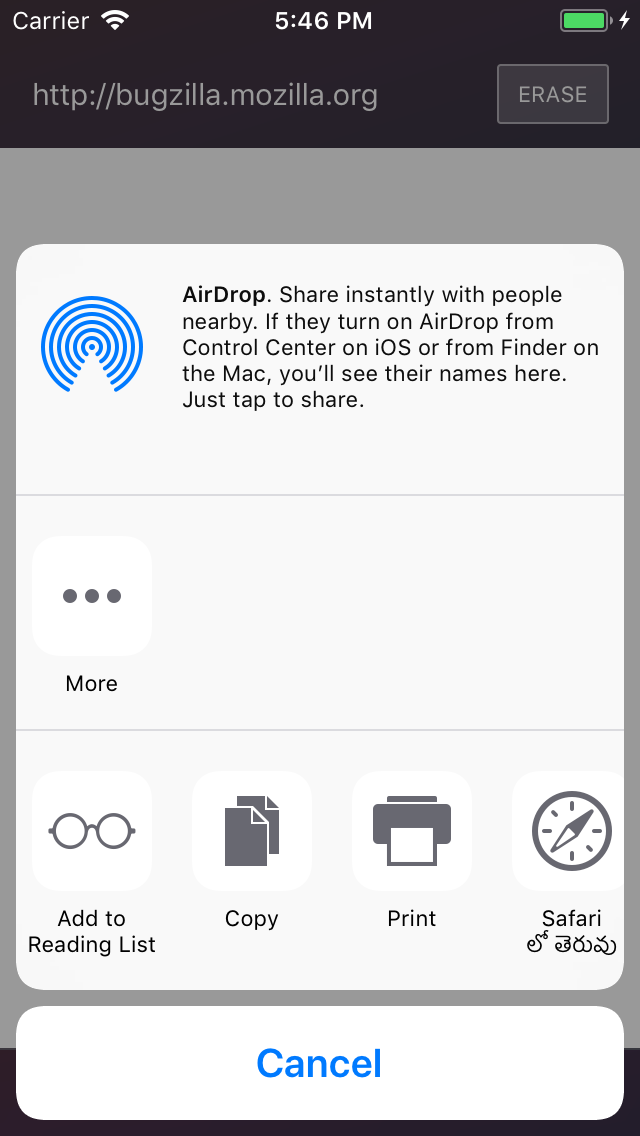 Carrier 5:46 PM
http://bugzilla.mozilla.org ERASE
AirDrop. Share instantly with people
nearby. If they turn on AirDrop from
Control Center on iOS or from Finder on
the Mac, you’ll see their names here.
Just tap to share.
More
Add to
Reading List
Copy
Print
Safari
లో తెరువు
Cancel